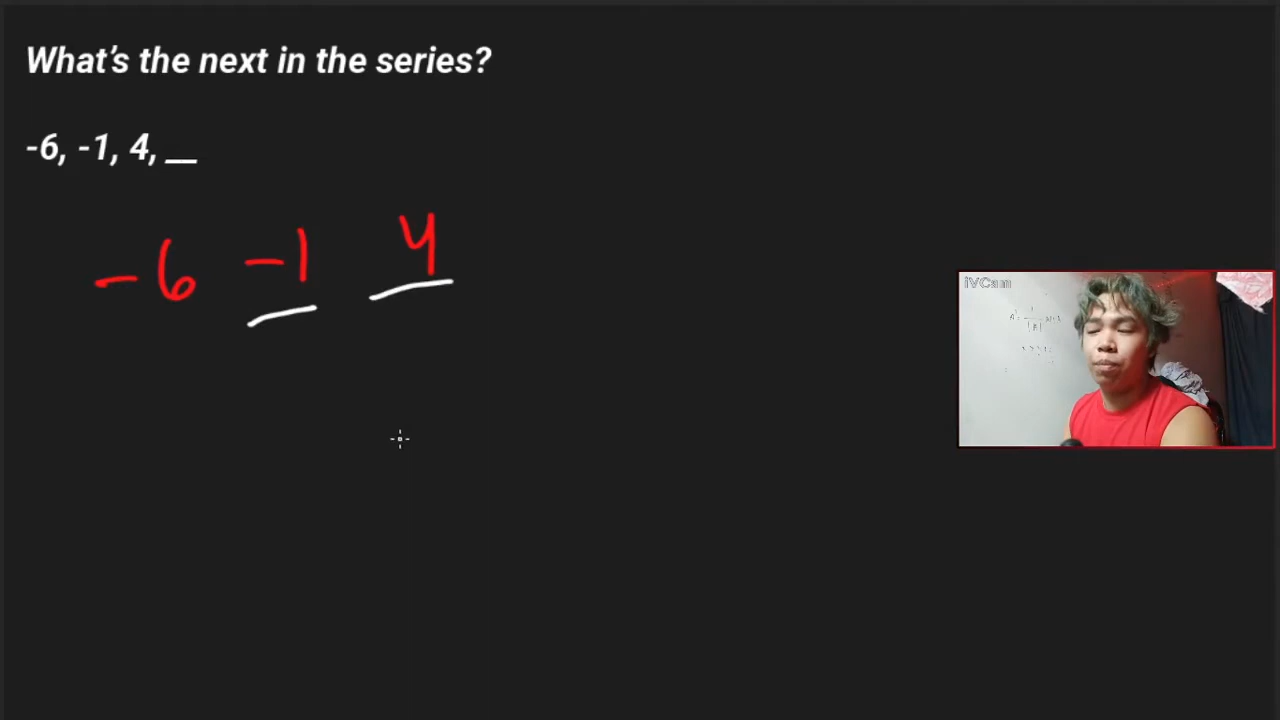 What's the next in the series?
-6, -1, 4, __
-6 -1 4
iVCam